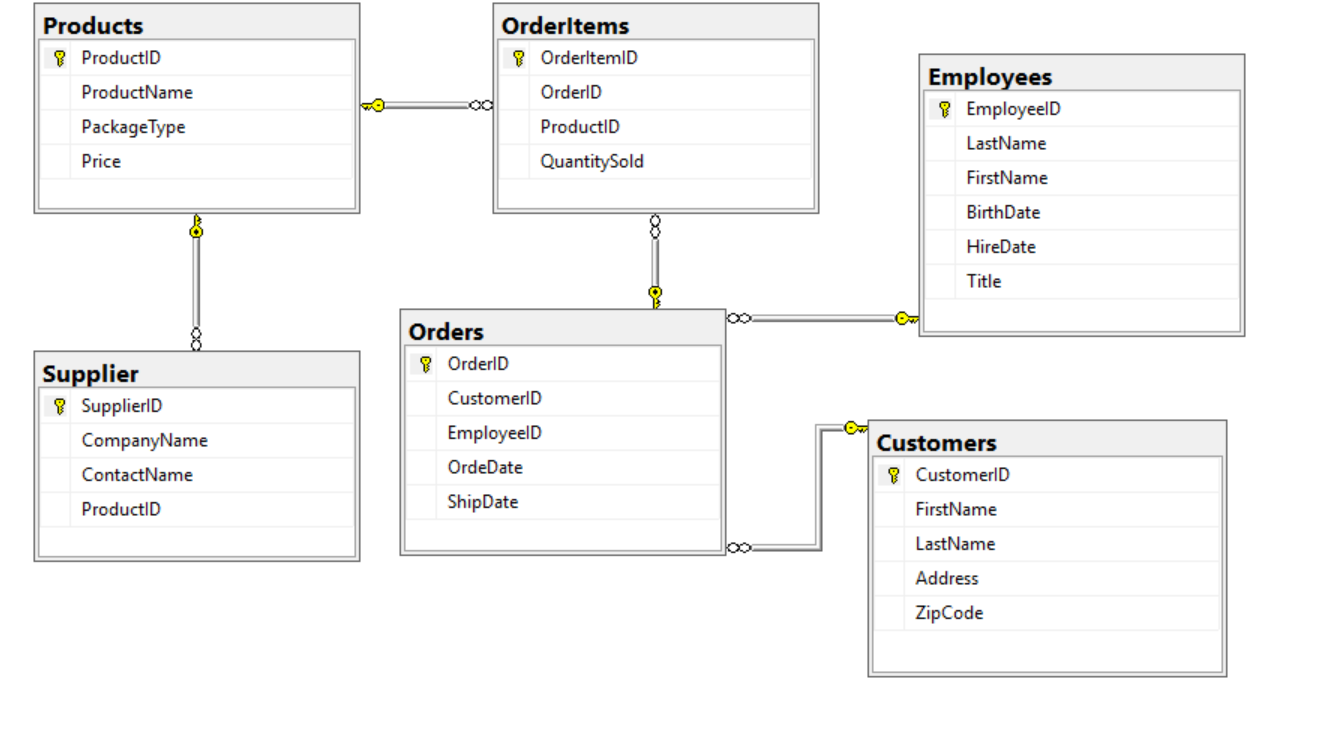 Products
ProductID
ProductName
PackageType
Price
OrderItems
OrderItemID
OrderID
ProductID
QuantitySold
Employees
EmployeeID
LastName
FirstName
BirthDate
HireDate
Title
Supplier
SupplierID
CompanyName
ContactName
ProductID
Orders
OrderID
CustomerID
EmployeeID
OrdeDate
ShipDate
Customers
CustomerID
FirstName
LastName
Address
ZipCode